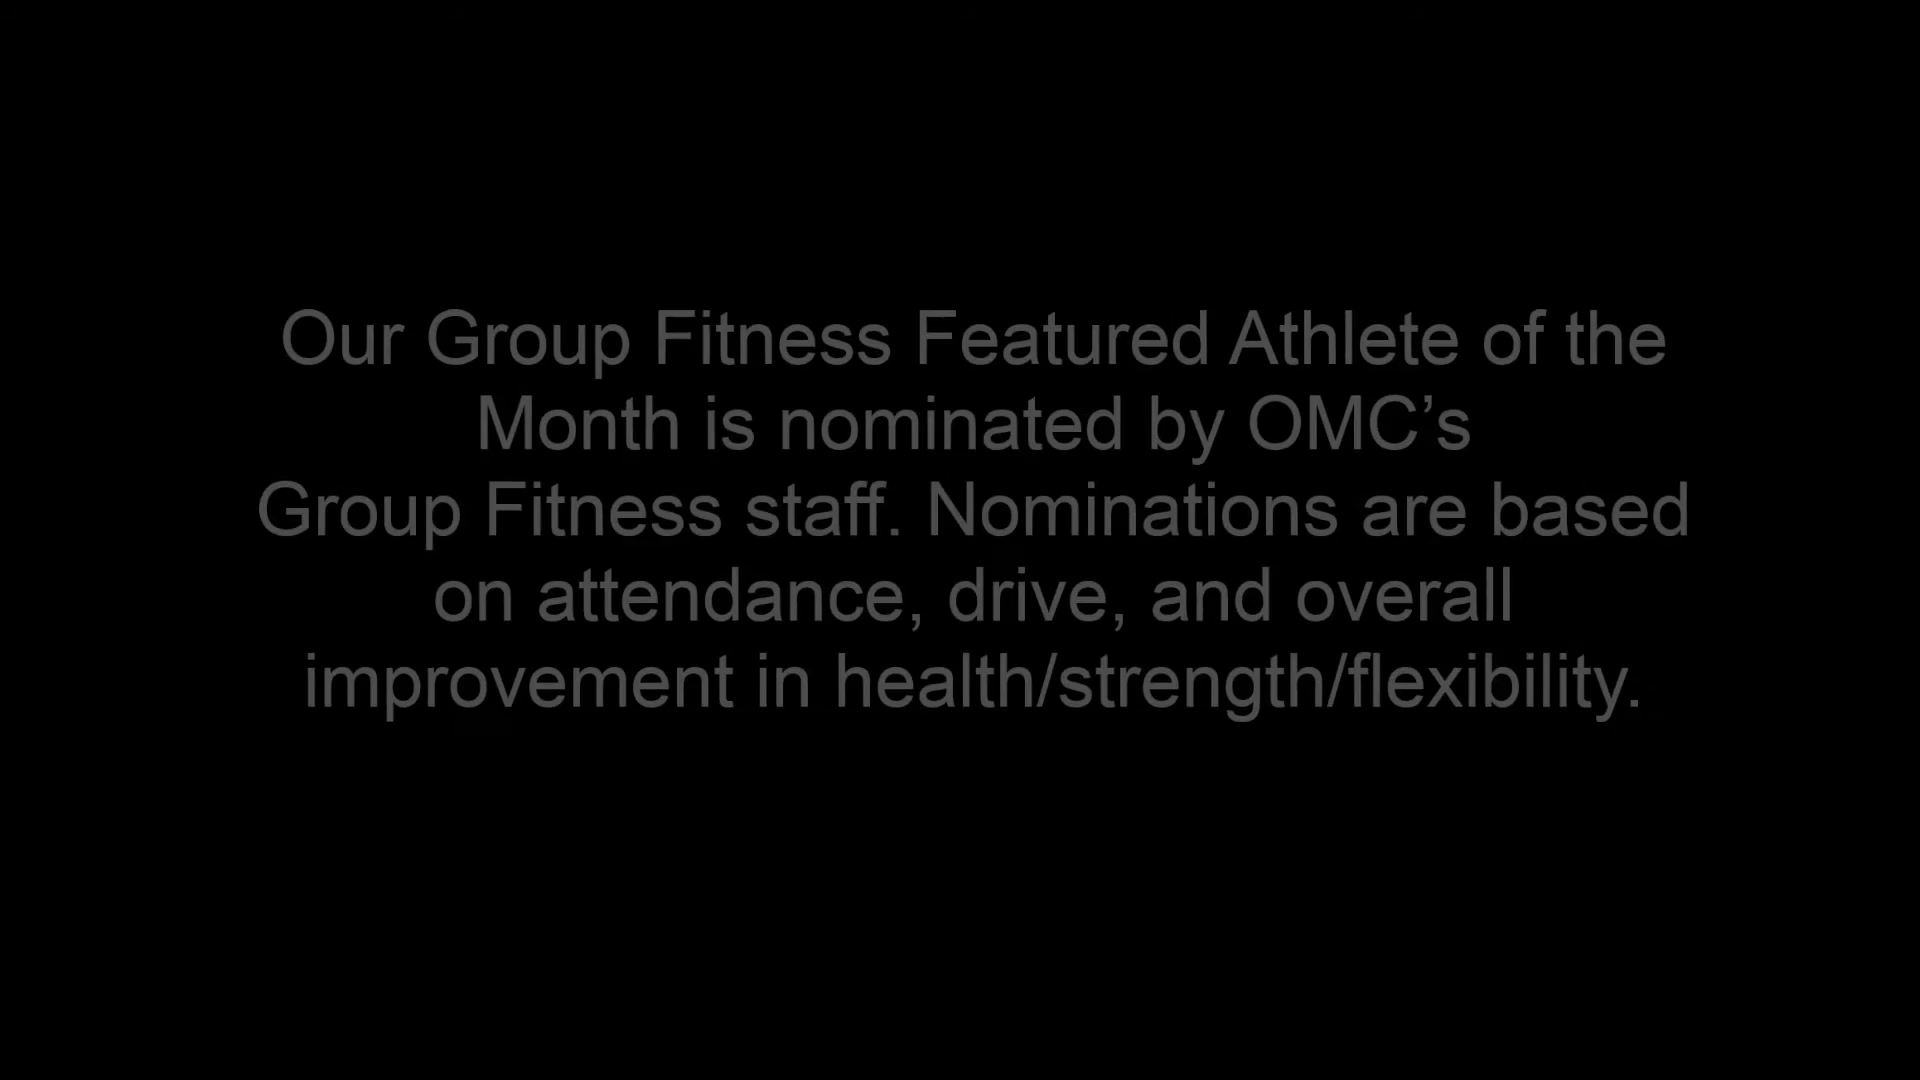 Our Group Fitness Featured Athlete of the
Month is nominated by OMC’s
Group Fitness staff. Nominations are based
on attendance, drive, and overall
improvement in health/strength/flexibility.